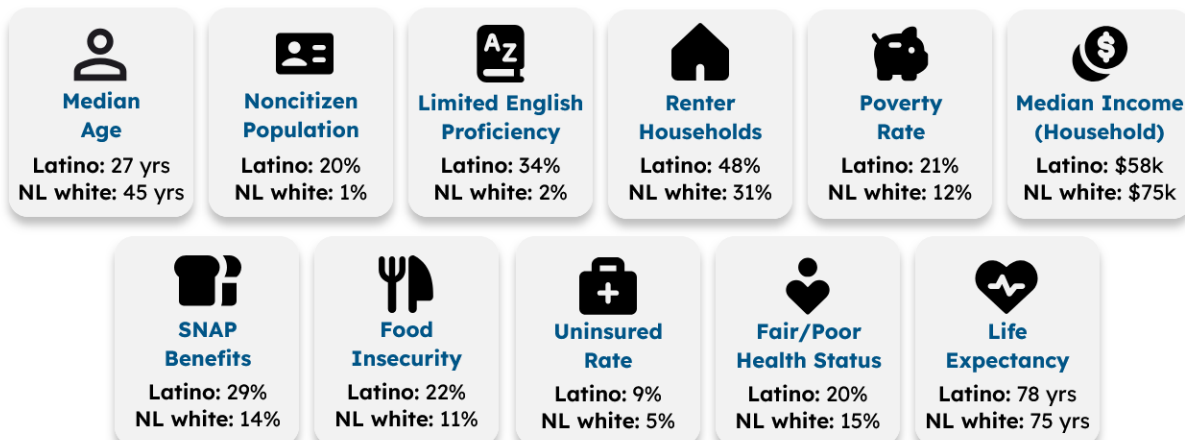 AZ
$
Median
Age
Latino: 27 yrs
NL white: 45 yrs
Noncitizen
Population
Latino: 20%
NL white: 1%
Limited English
Proficiency
Latino: 34%
NL white: 2%
Renter
Households
Latino: 48%
NL white: 31%
Poverty
Rate
Latino: 21%
NL white: 12%
Median Income
(Household)
Latino: $58k
NL white: $75k
SNAP
Benefits
Latino: 29%
NL white: 14%
Food
Insecurity
Latino: 22%
NL white: 11%
Uninsured
Rate
Latino: 9%
NL white: 5%
Fair/Poor
Health Status
Latino: 20%
NL white: 15%
Life
Expectancy
Latino: 78 yrs
NL white: 75 yrs